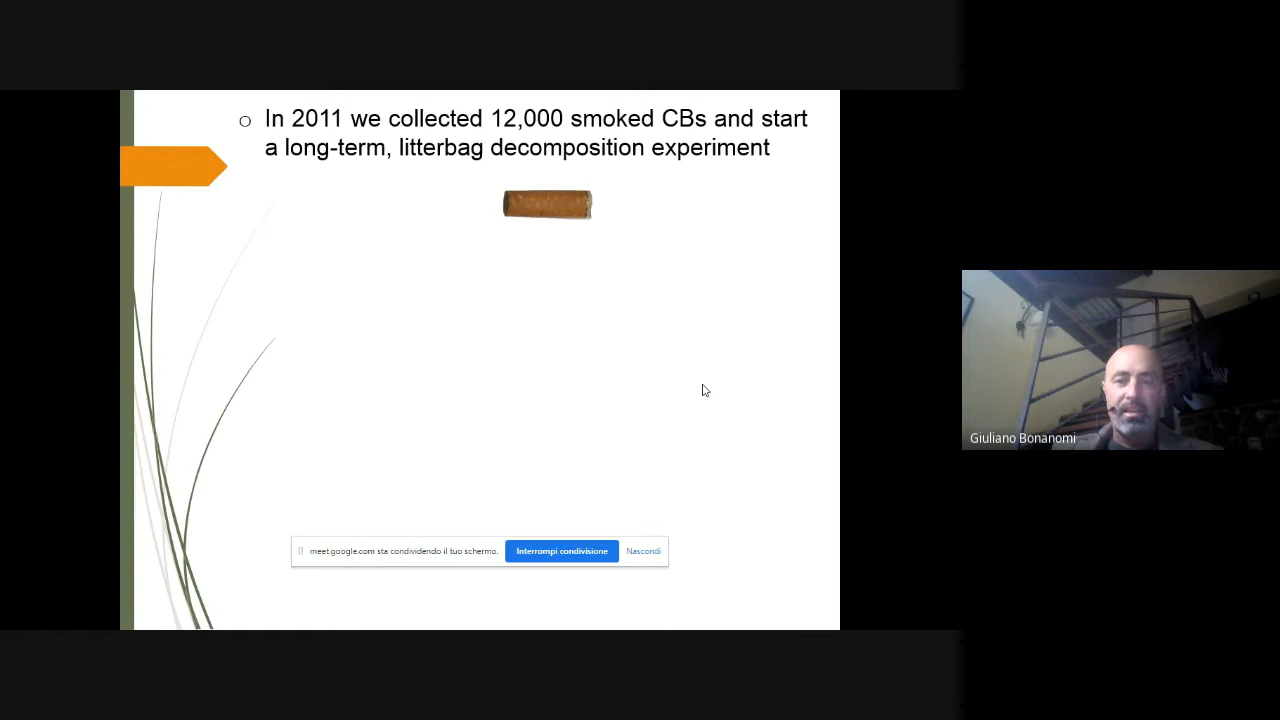 o In 2011 we collected 12,000 smoked CBs and start
a long-term, litterbag decomposition experiment
Giuliano Bonanomi
meet.google.com sta condividendo il tuo schermo. Interrompi condivisione Nascondi